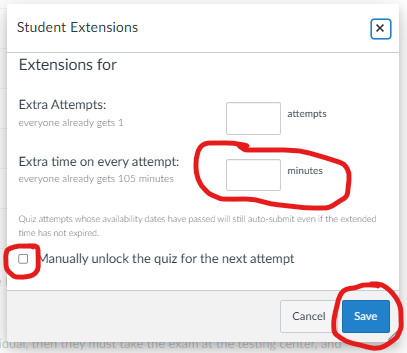 Student Extensions
Extensions for
Extra Attempts:
everyone already gets 1
attempts
Extra time on every attempt:
everyone already gets 105 minutes
minutes
Quiz attempts whose availability dates have passed will still auto-submit even if the extended
time has not expired.
Manually unlock the quiz for the next attempt
Cancel
Save
then they must take the exam at the testing center, and